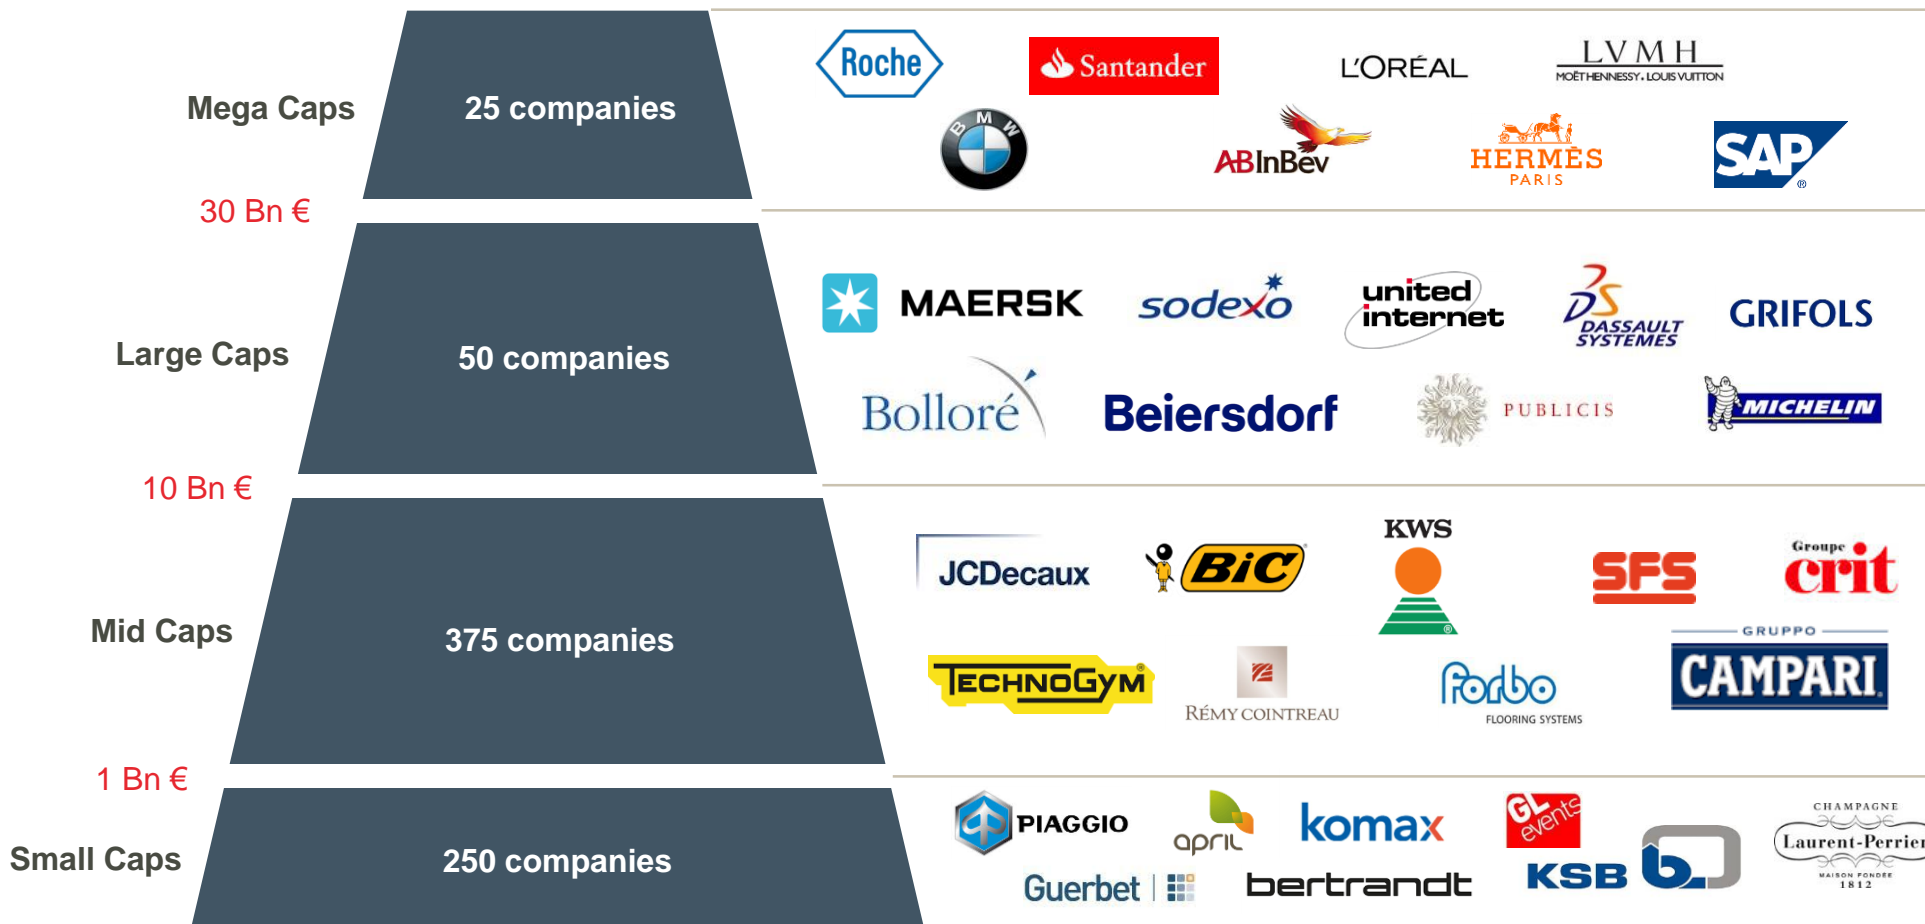 Mega Caps
25 companies
Roche
Santander
L'ORÉAL
LVMH
MOËT HENNESSY. LOUIS VUITTON
BMW
ABInBev
HERMÈS
PARIS
SAP
®
30 Bn €
Large Caps
50 companies
MAERSK
sodexo
united
internet
DS
DASSAULT
SYSTEMES
GRIFOLS
Bolloré
Beiersdorf
PUBLICIS
MICHELIN
10 Bn €
Mid Caps
375 companies
JCDecaux
BiC
®
KWS
®
SFS
Groupe
crit
TECHNOGYM
®
RÉMY COINTREAU
forbo
FLOORING SYSTEMS
GRUPPO
CAMPARI
1 Bn €
Small Caps
250 companies
PIAGGIO
april
komax
GL
events
CHAMPAGNE
Laurent-Perrier
MAISON FONDÉE
1812
Guerbet
bertrandt
KSB
b.